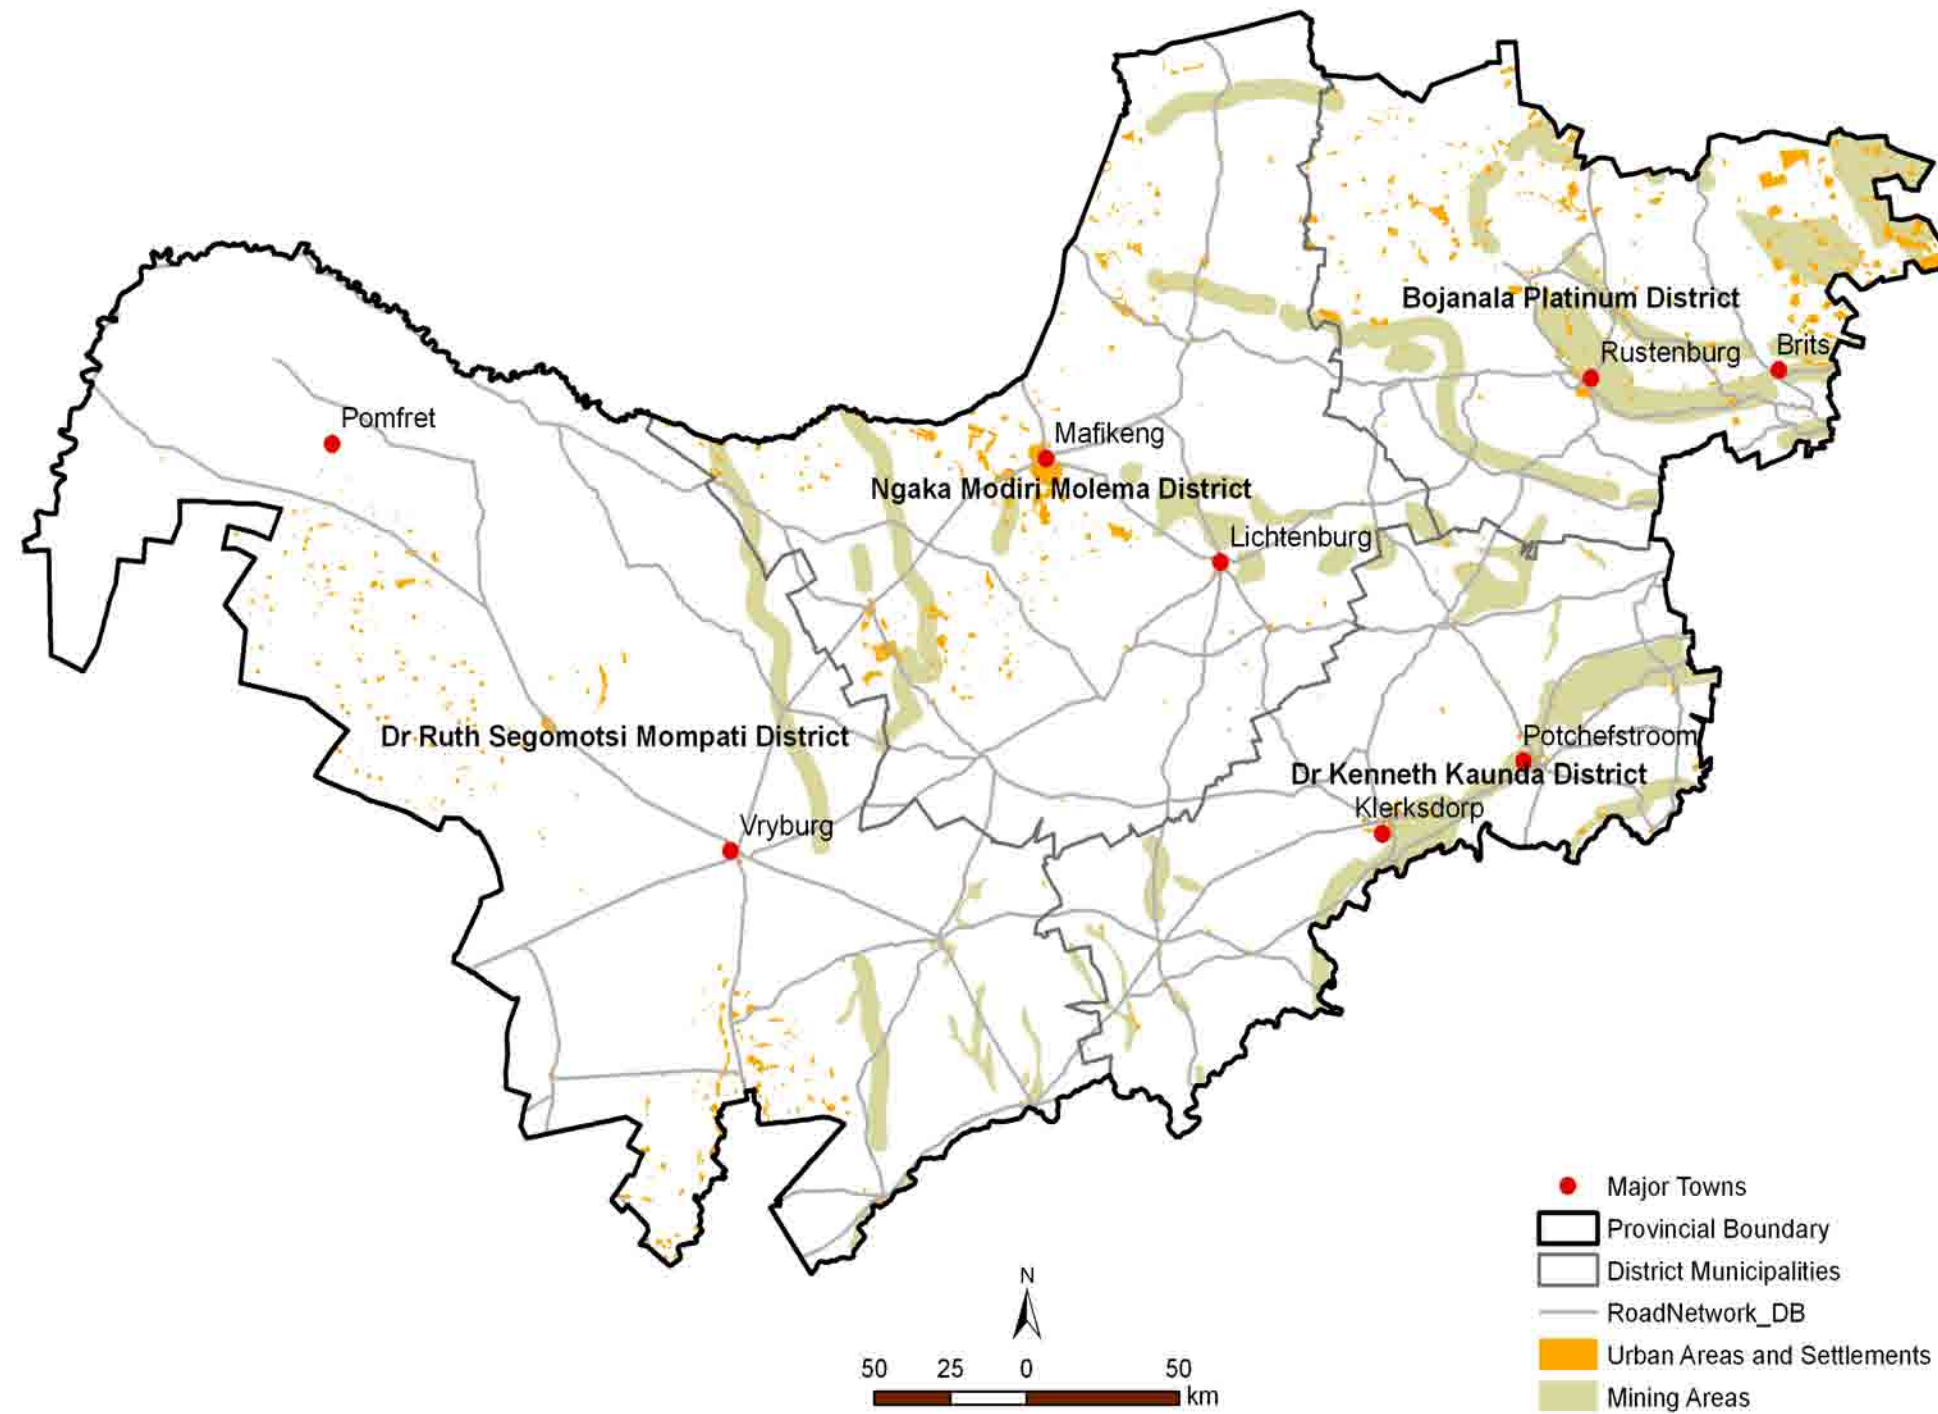 Bojanala Platinum District
Rustenburg
Brits
Pomfret
Mafikeng
Ngaka Modiri Molema District
Lichtenburg
Dr Ruth Segomotsi Mompati District
Potchefstroom
Dr Kenneth Kaunda District
Klerksdorp
Vryburg
Major Towns
Provincial Boundary
District Municipalities
RoadNetwork_DB
Urban Areas and Settlements
Mining Areas
N
50 25 0 50
km